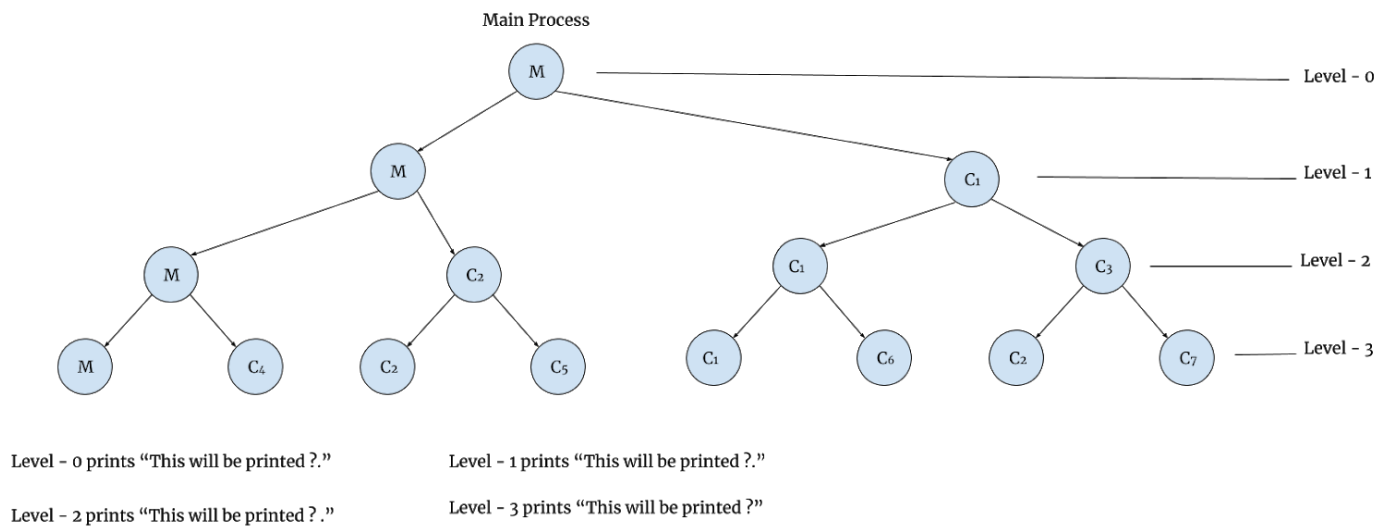 Main Process
M
Level - 0
M
C1
Level - 1
M
C2
C1
C3
Level - 2
M
C4
C2
C5
C1
C6
C2
C7
Level - 3
Level - 0 prints “This will be printed ?.”
Level - 1 prints “This will be printed ?.”
Level - 2 prints “This will be printed ? .”
Level - 3 prints “This will be printed ?”